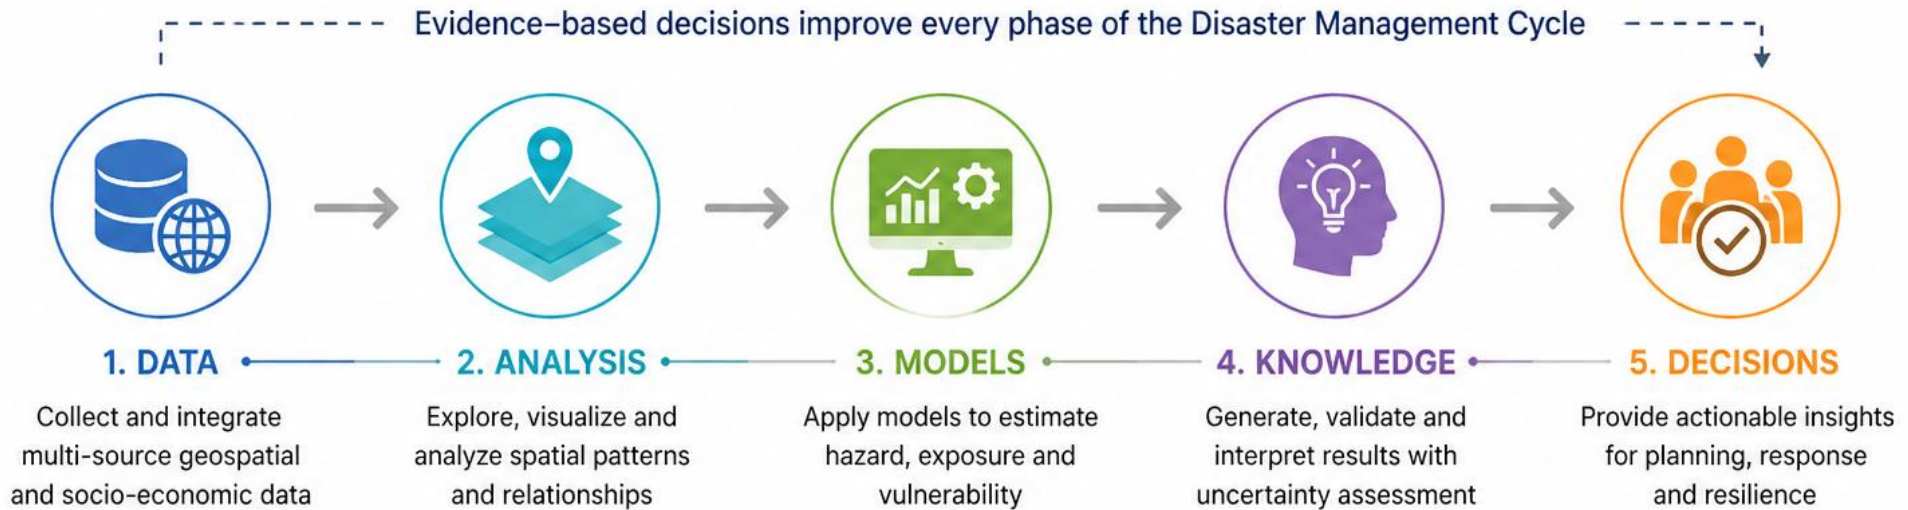 Evidence-based decisions improve every phase of the Disaster Management Cycle
1. DATA
Collect and integrate
multi-source geospatial
and socio-economic data
2. ANALYSIS
Explore, visualize and
analyze spatial patterns
and relationships
3. MODELS
Apply models to estimate
hazard, exposure and
vulnerability
4. KNOWLEDGE
Generate, validate and
interpret results with
uncertainty assessment
5. DECISIONS
Provide actionable insights
for planning, response
and resilience